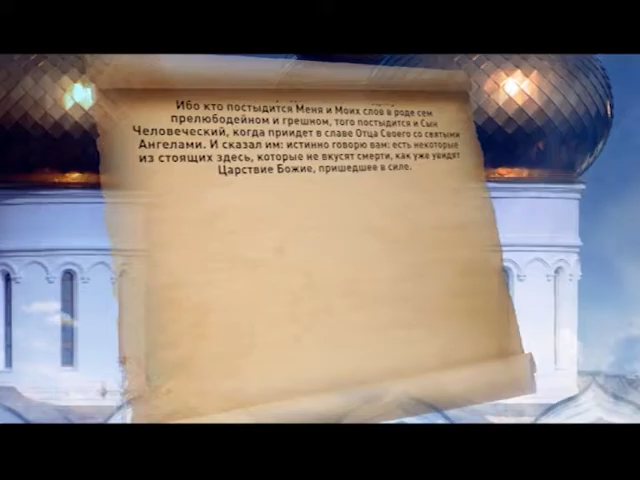 Ибо кто постыдится Меня и Моих слов в роде сем
прелюбодейном и грешном, того постыдится и Сын
Человеческий, когда приидет в славе Отца Своего со святыми
Ангелами. И сказал им: истинно говорю вам: есть некоторые
из стоящих здесь, которые не вкусят смерти, как уже увидят
Царствие Божие, пришедшее в силе.